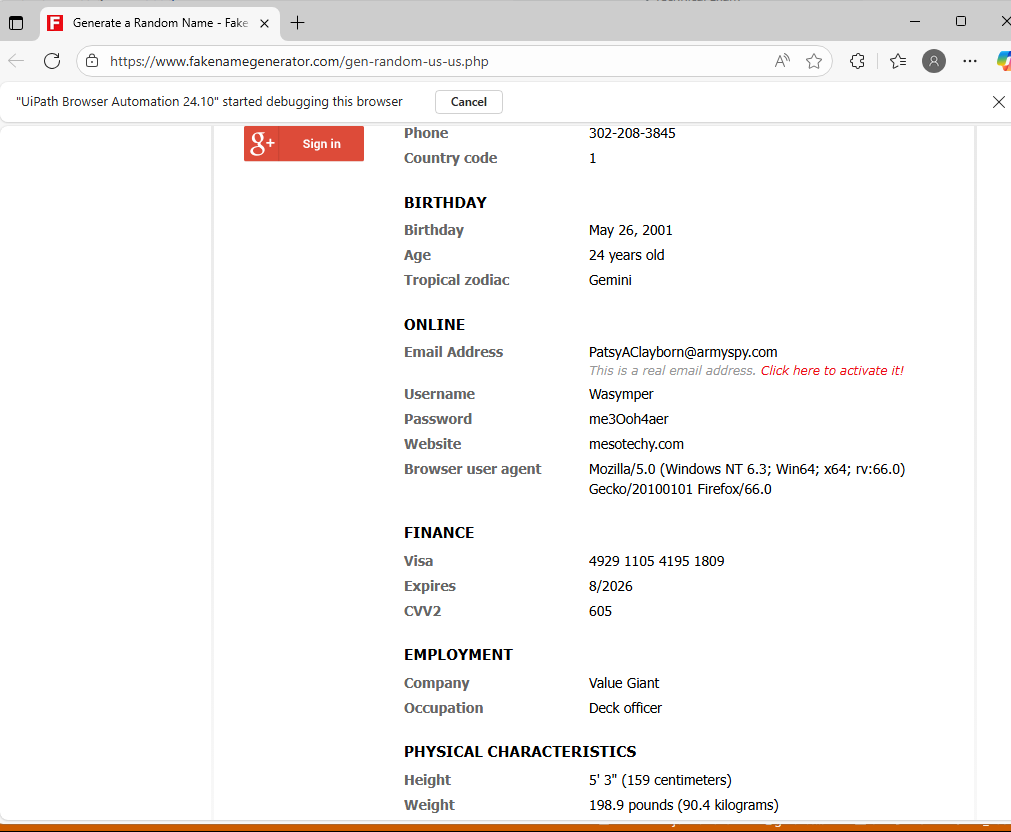 Generate a Random Name - Fake
https://www.fakenamegenerator.com/gen-random-us-us.php
"UiPath Browser Automation 24.10" started debugging this browser
Cancel
g+ Sign in
Phone 302-208-3845
Country code 1
BIRTHDAY
Birthday May 26, 2001
Age 24 years old
Tropical zodiac Gemini
ONLINE
Email Address PatsyAClayborn@armyspy.com
This is a real email address. Click here to activate it!
Username Wasymper
Password me3Ooh4aer
Website mesotechy.com
Browser user agent Mozilla/5.0 (Windows NT 6.3; Win64; x64; rv:66.0)
Gecko/20100101 Firefox/66.0
FINANCE
Visa 4929 1105 4195 1809
Expires 8/2026
CVV2 605
EMPLOYMENT
Company Value Giant
Occupation Deck officer
PHYSICAL CHARACTERISTICS
Height 5' 3" (159 centimeters)
Weight 198.9 pounds (90.4 kilograms)